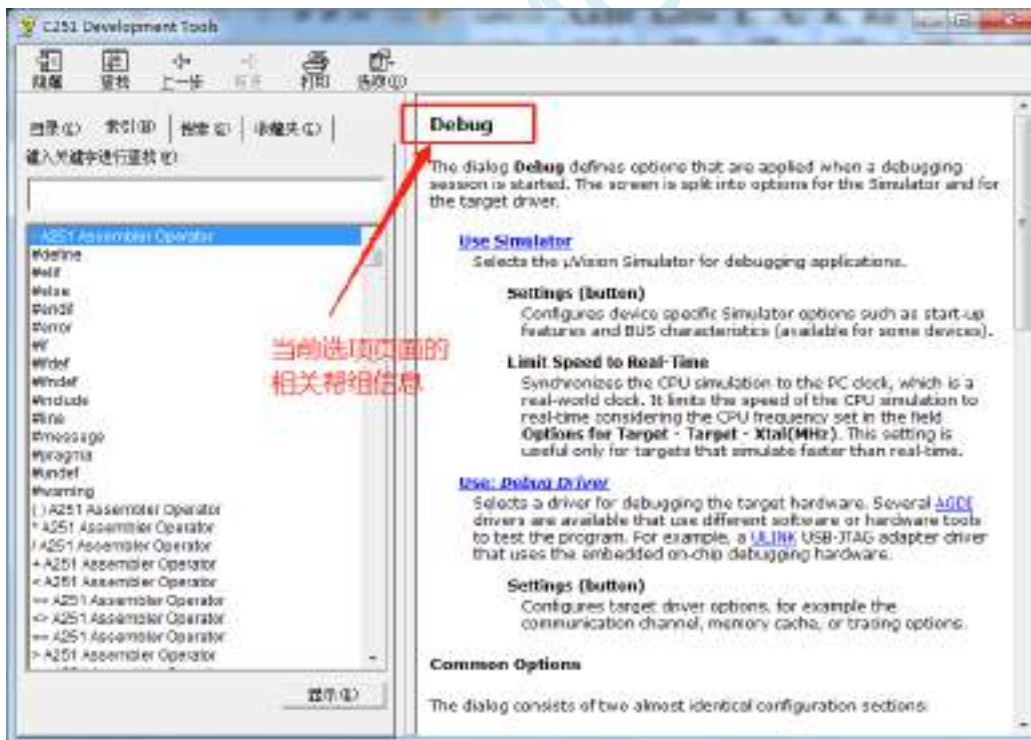 C251 Development Tools
隐藏 查找 上一步 前进 打印 选项(O)
目录(C) 索引(N) 搜索(S) 收藏夹(I)
键入关键字进行查找(W):
- A251 Assembler Operator
#define
#elif
#else
#endif
#error
#if
#ifdef
#ifndef
#include
#line
#message
#pragma
#undef
#warning
( ) A251 Assembler Operator
* A251 Assembler Operator
/ A251 Assembler Operator
+ A251 Assembler Operator
< A251 Assembler Operator
<= A251 Assembler Operator
<> A251 Assembler Operator
== A251 Assembler Operator
> A251 Assembler Operator
显示(D)
当前选项页面的
相关帮组信息
Debug
The dialog Debug defines options that are applied when a debugging
session is started. The screen is split into options for the Simulator and for
the target driver.
Use Simulator
Selects the µVision Simulator for debugging applications.
Settings (button)
Configures device specific Simulator options such as start-up
features and BUS characteristics (available for some devices).
Limit Speed to Real-Time
Synchronizes the CPU simulation to the PC clock, which is a
real-world clock. It limits the speed of the CPU simulation to
real-time considering the CPU frequency set in the field
Options for Target - Target - Xtal(MHz). This setting is
useful only for targets that simulate faster than real-time.
Use: Debug Driver
Selects a driver for debugging the target hardware. Several AGDI
drivers are available that use different software or hardware tools
to test the program. For example, a ULINK USB-JTAG adapter driver
that uses the embedded on-chip debugging hardware.
Settings (button)
Configures target driver options, for example the
communication channel, memory cache, or tracing options.
Common Options
The dialog consists of two almost identical configuration sections: